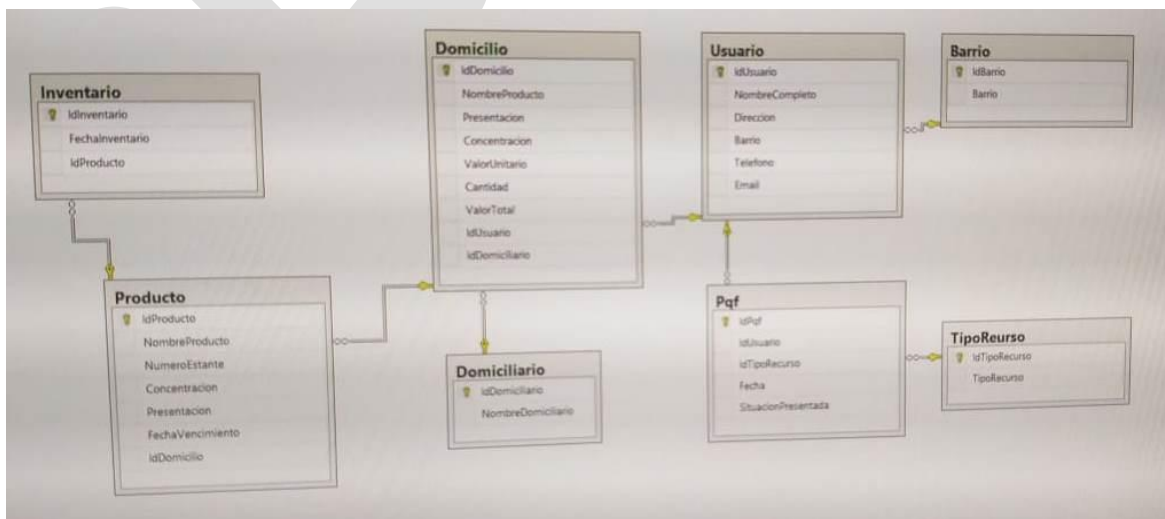 Inventario
IdInventario
FechaInventario
IdProducto
Producto
IdProducto
NombreProducto
NumeroEstante
Concentracion
Presentacion
FechaVencimiento
IdDomicilio
Domicilio
IdDomicilio
NombreProducto
Presentacion
Concentracion
ValorUnitario
Cantidad
ValorTotal
IdUsuario
IdDomiciliario
Domiciliario
IdDomiciliario
NombreDomiciliario
Usuario
IdUsuario
NombreCompleto
Direccion
Barrio
Telefono
Email
Pqf
IdPqf
IdUsuario
IdTipoRecurso
Fecha
SituacionPresentada
Barrio
IdBarrio
Barrio
TipoReurso
IdTipoRecurso
TipoRecurso